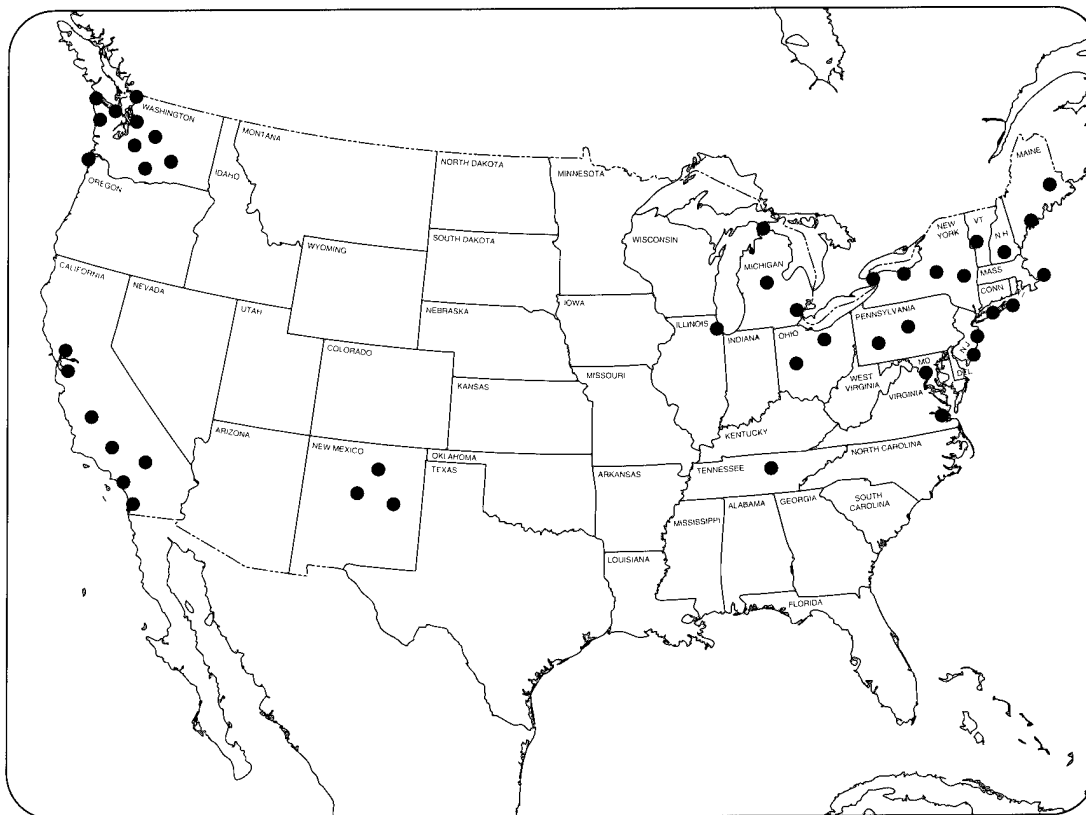 WASHINGTON
MONTANA
NORTH DAKOTA
MINNESOTA
MAINE
OREGON
IDAHO
NEW
YORK
VT
N H
SOUTH DAKOTA
WISCONSIN
WYOMING
MICHIGAN
MASS
CONN
CALIFORNIA
NEVADA
UTAH
IOWA
NEBRASKA
ILLINOIS
INDIANA
OHIO
PENNSYLVANIA
N J
COLORADO
MISSOURI
KANSAS
WEST
VIRGINIA
MD
DEL
VIRGINIA
KENTUCKY
ARIZONA
NEW MEXICO
OKLAHOMA
TEXAS
ARKANSAS
TENNESSEE
NORTH CAROLINA
MISSISSIPPI
ALABAMA
GEORGIA
SOUTH
CAROLINA
LOUISIANA
FLORIDA